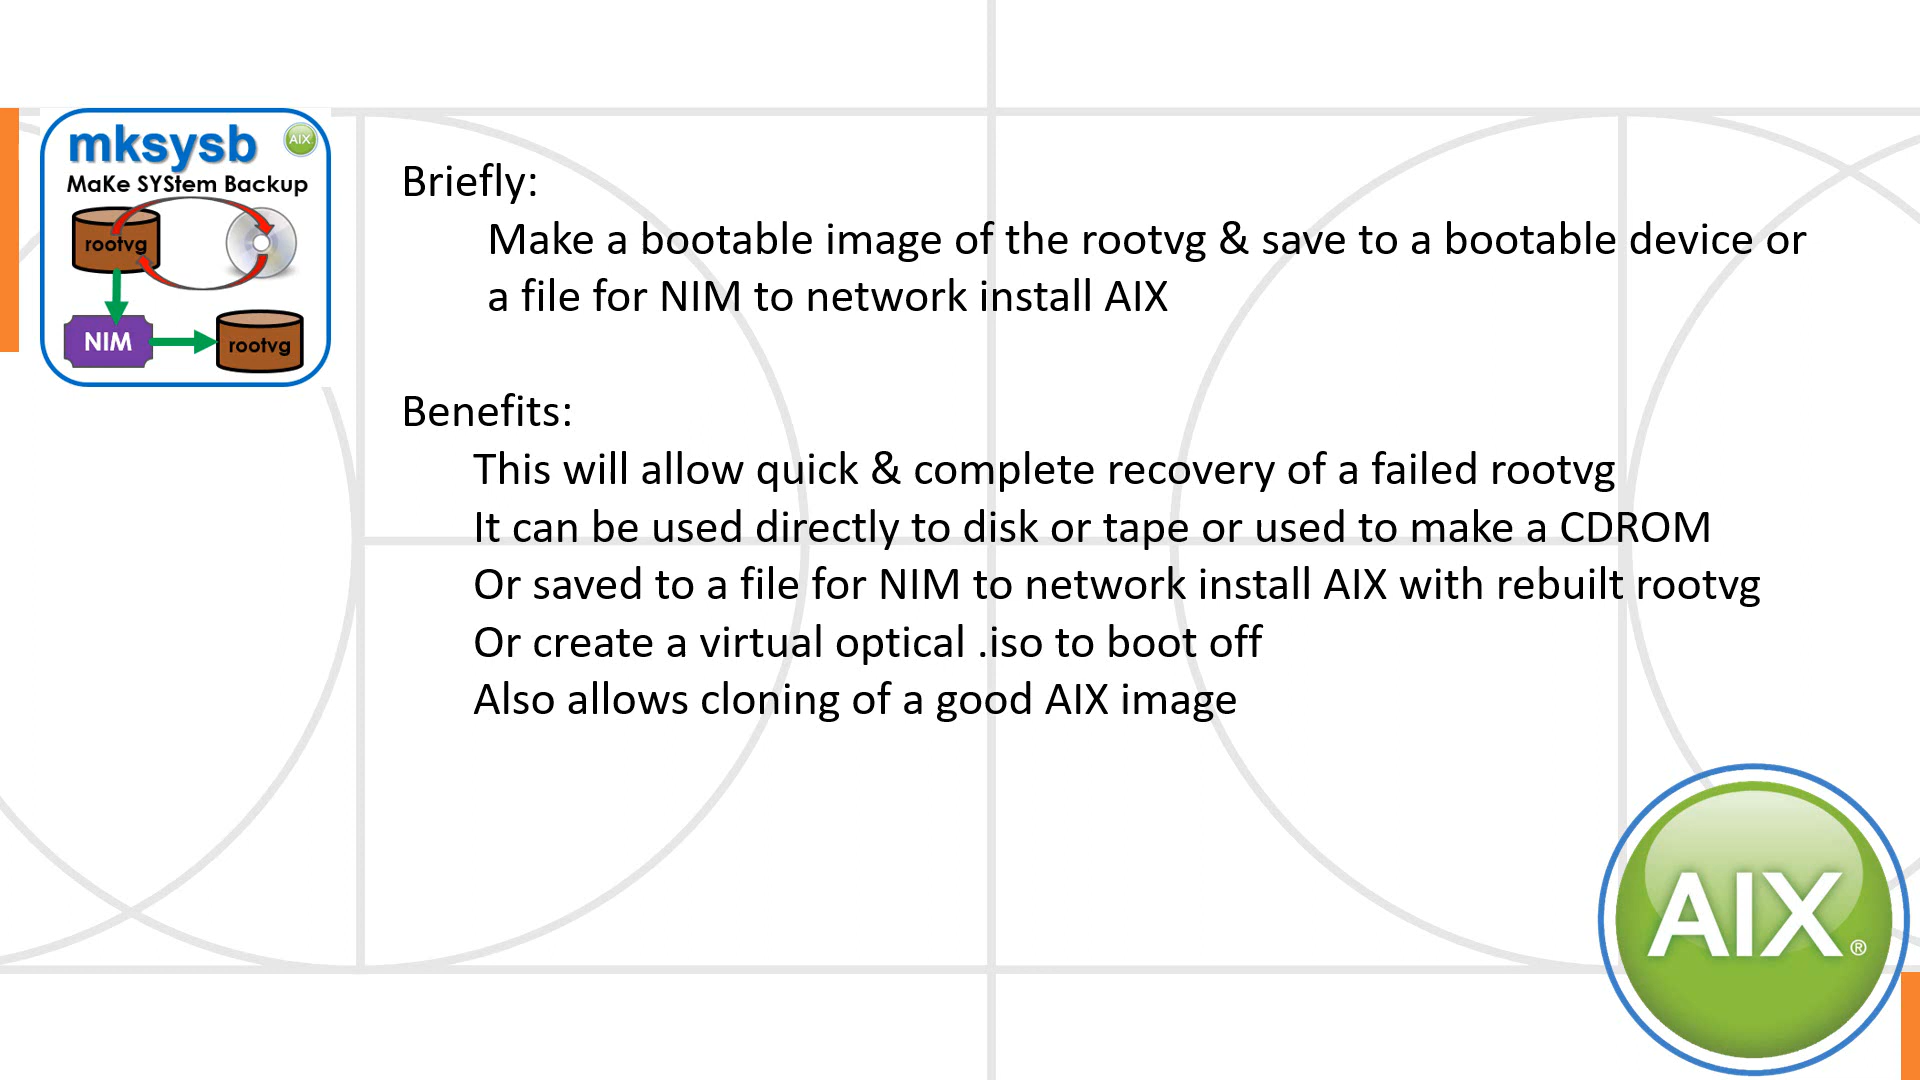 mksysb
AIX
MaKe SYStem Backup
rootvg
NIM
rootvg
Briefly:
Make a bootable image of the rootvg & save to a bootable device or
a file for NIM to network install AIX
Benefits:
This will allow quick & complete recovery of a failed rootvg
It can be used directly to disk or tape or used to make a CDROM
Or saved to a file for NIM to network install AIX with rebuilt rootvg
Or create a virtual optical .iso to boot off
Also allows cloning of a good AIX image
AIX®